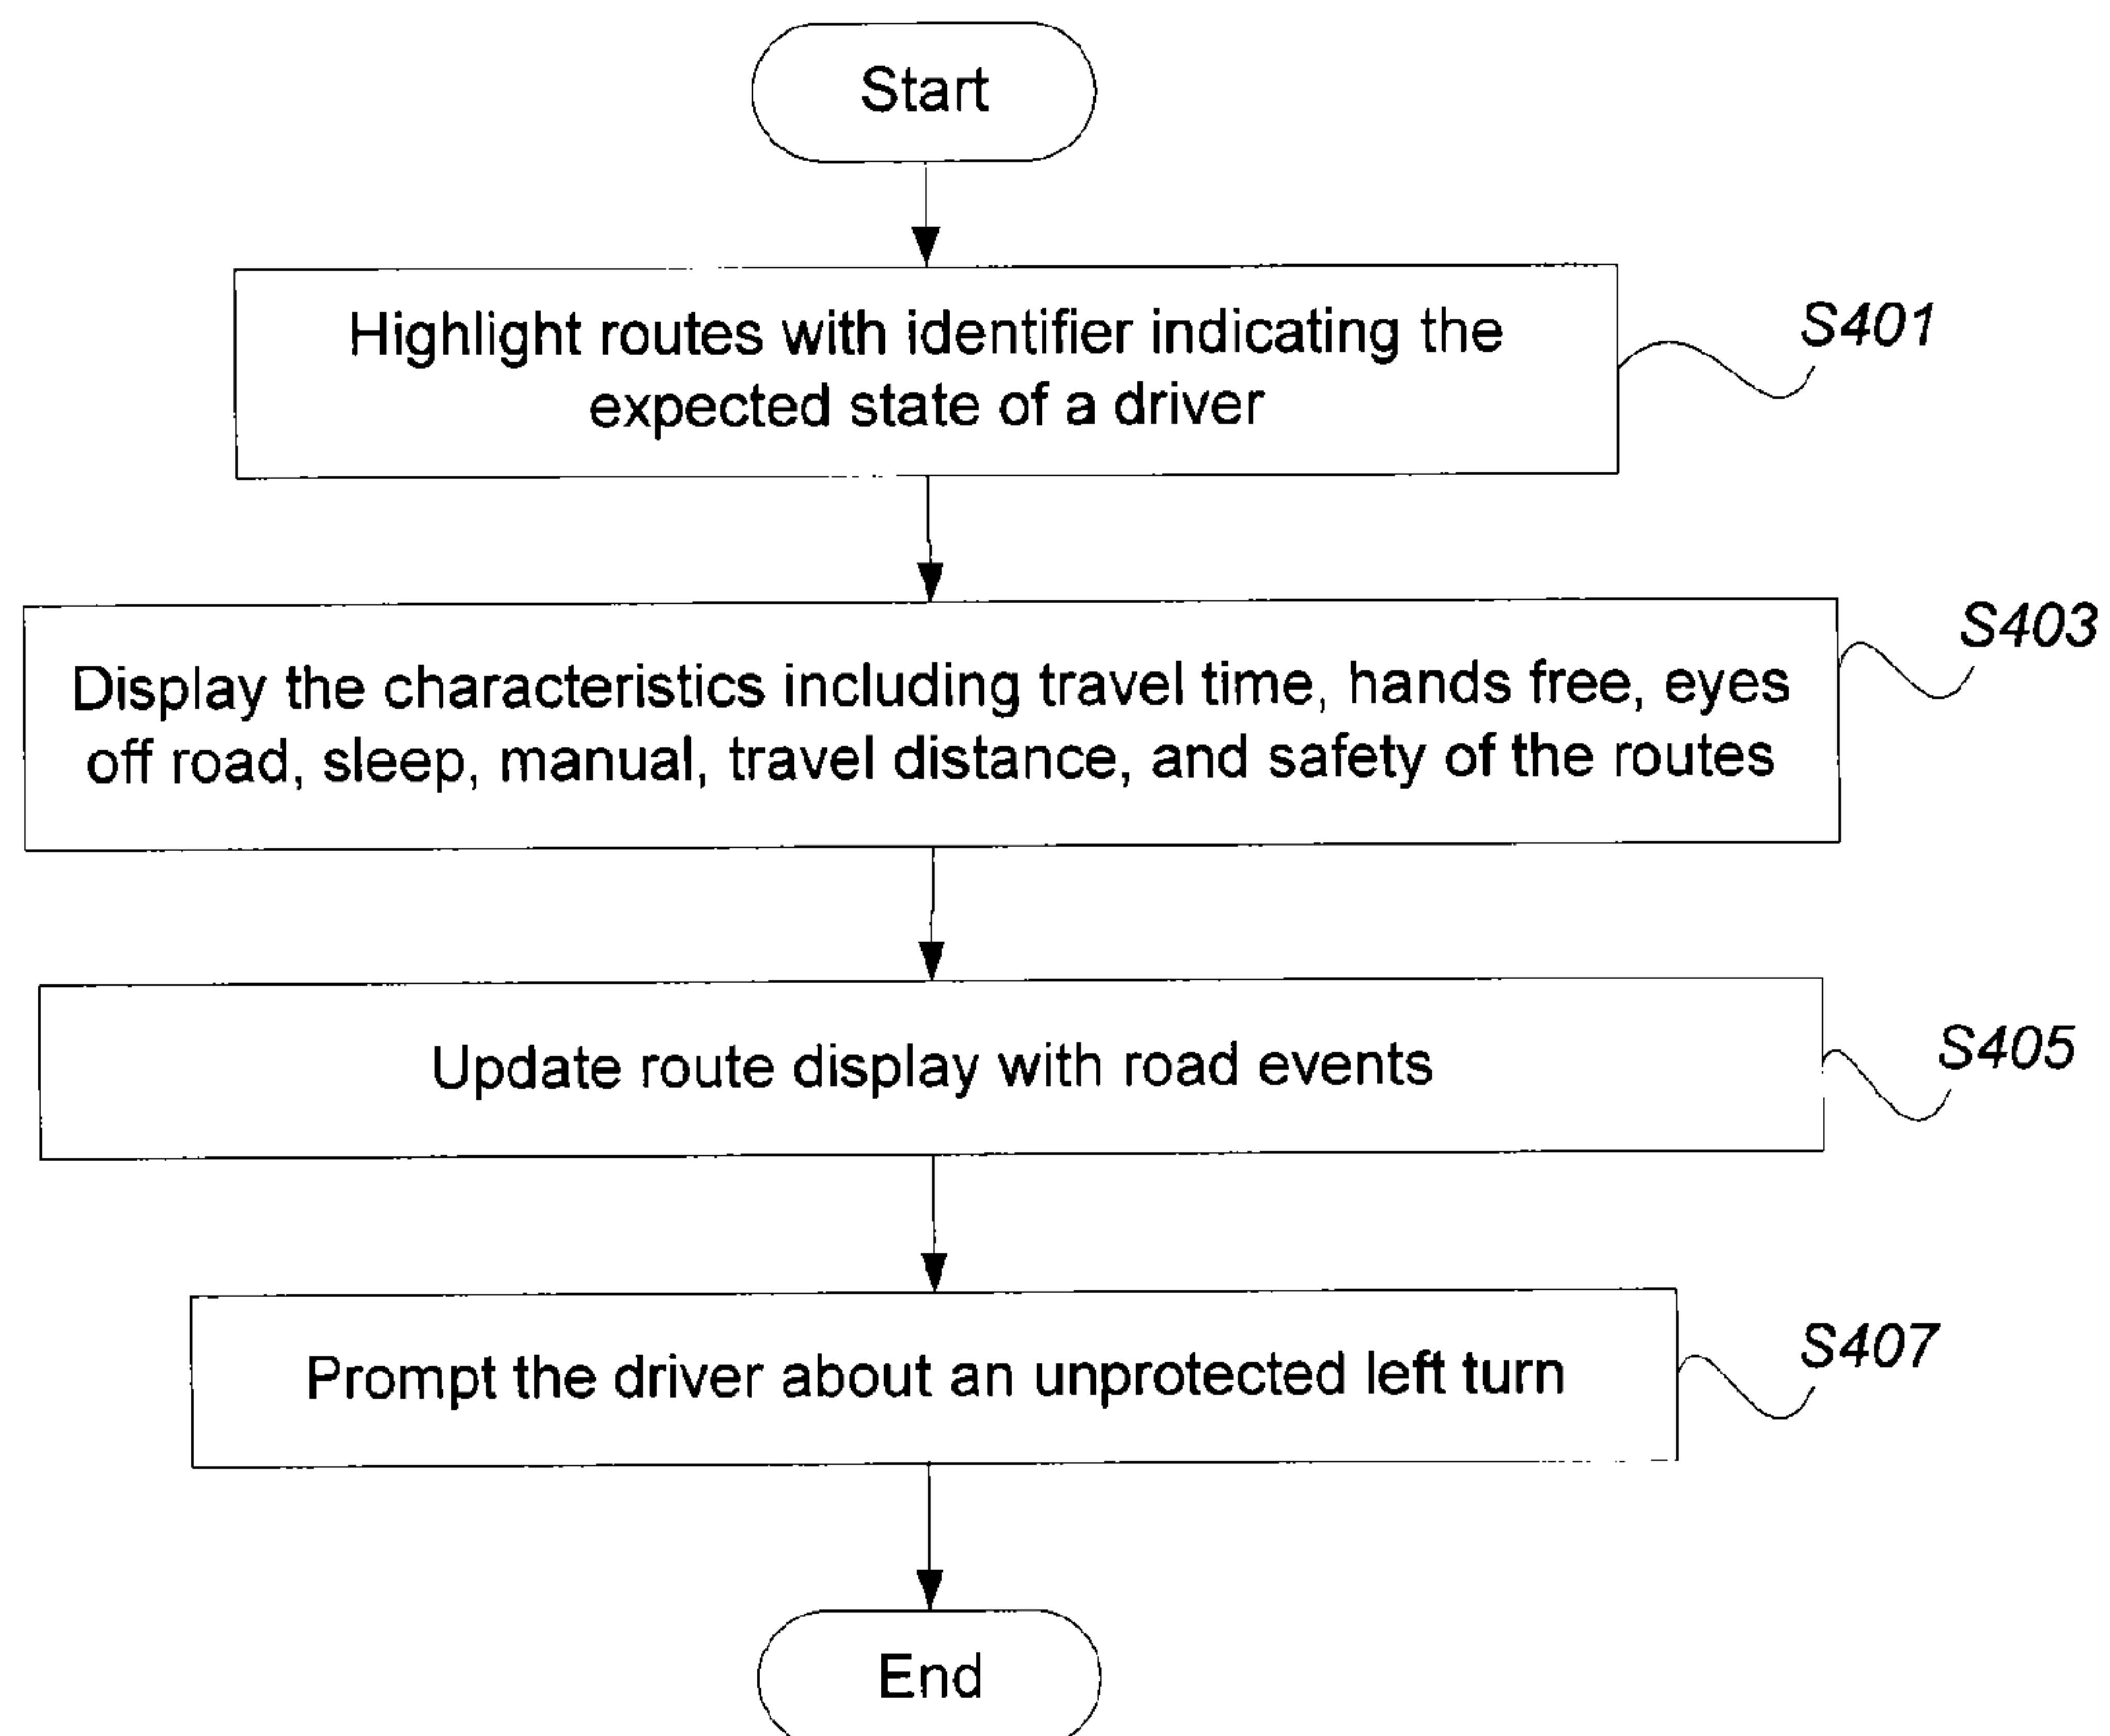 Start
Highlight routes with identifier indicating the
expected state of a driver
S401
Display the characteristics including travel time, hands free, eyes
off road, sleep, manual, travel distance, and safety of the routes
S403
Update route display with road events
S405
Prompt the driver about an unprotected left turn
S407
End